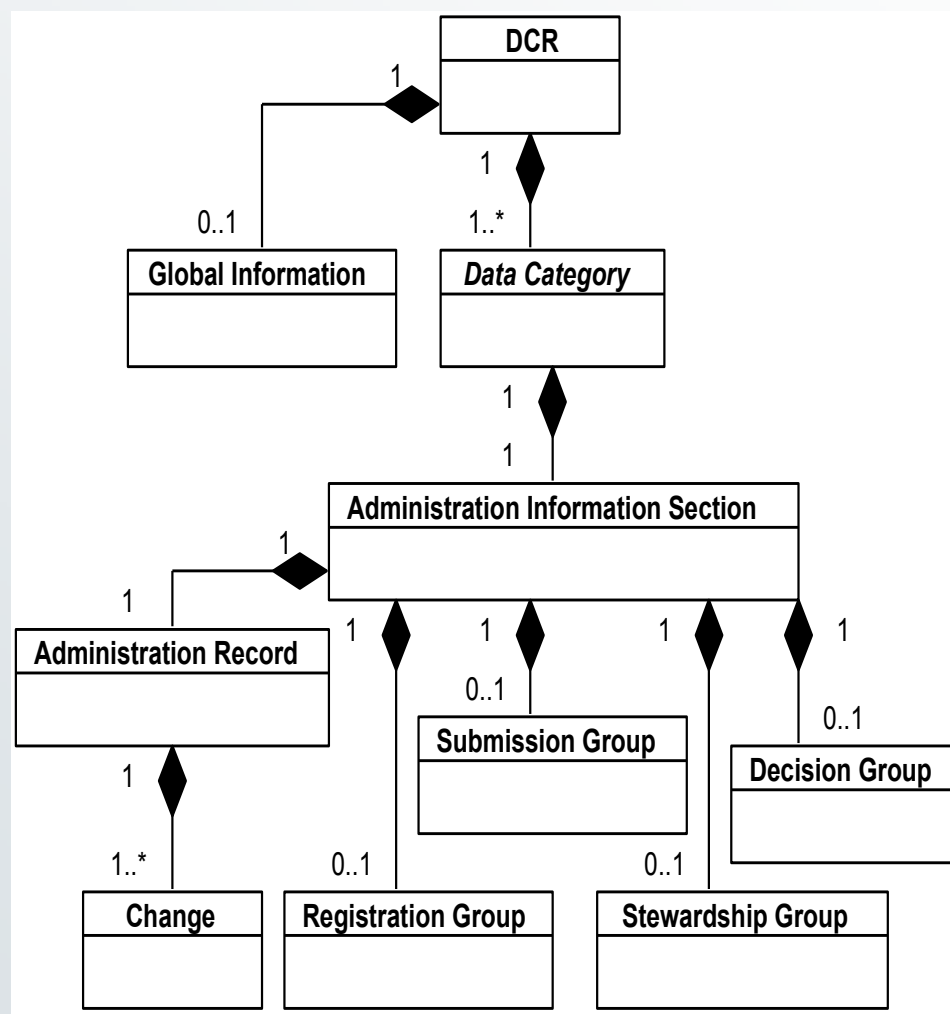 DCR
1
1
0..1
1..*
Global Information
Data Category
1
1
Administration Information Section
1
1
1
1
1
1
Administration Record
0..1
0..1
Submission Group
Decision Group
1
1..*
0..1
0..1
Change
Registration Group
Stewardship Group